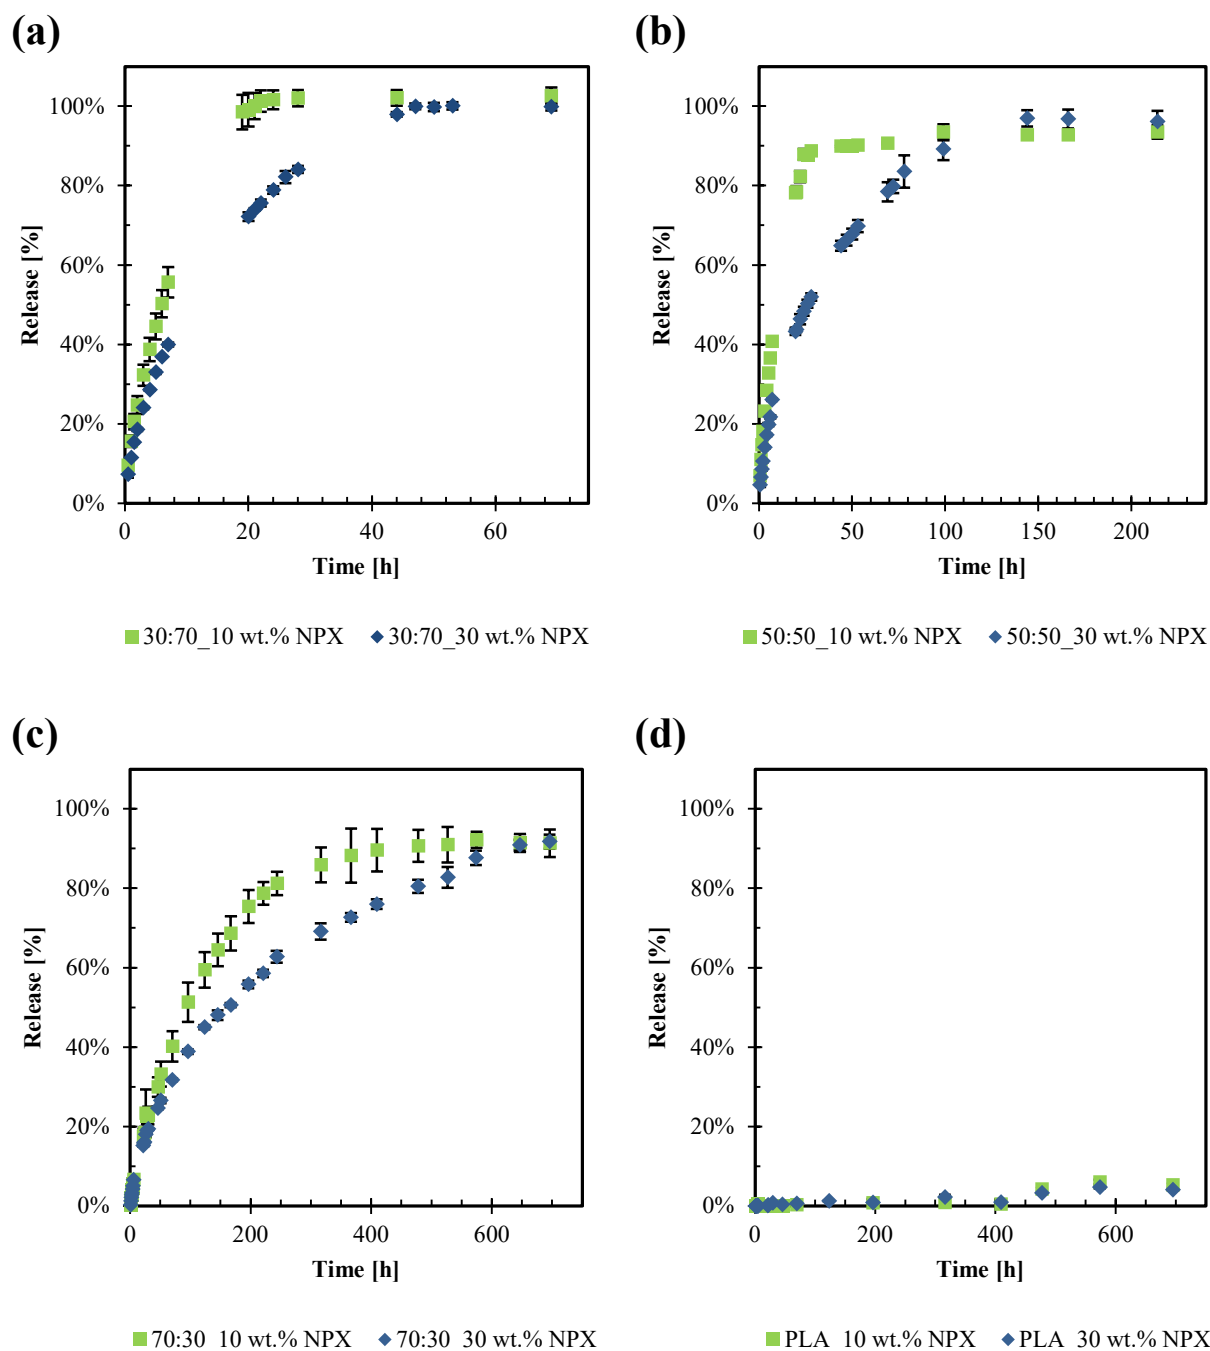 (a)
(b)
100%
80%
60%
40%
20%
0%
Release [%]
0
20
40
60
Time [h]
30:70_10 wt.% NPX
30:70_30 wt.% NPX
100%
80%
60%
40%
20%
0%
Release [%]
0
50
100
150
200
Time [h]
50:50_10 wt.% NPX
50:50_30 wt.% NPX
(c)
(d)
100%
80%
60%
40%
20%
0%
Release [%]
0
200
400
600
Time [h]
70:30 10 wt.% NPX
70:30 30 wt.% NPX
100%
80%
60%
40%
20%
0%
Release [%]
0
200
400
600
Time [h]
PLA 10 wt.% NPX
PLA 30 wt.% NPX